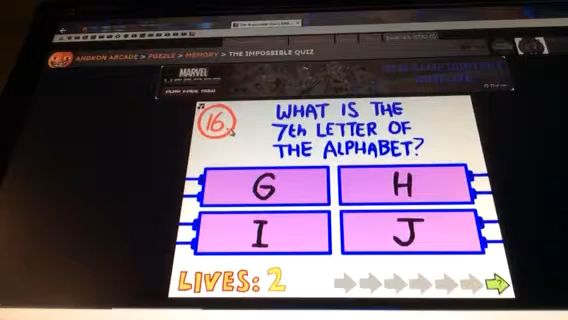 ANDKON ARCADE > PUZZLE > MEMORY > THE IMPOSSIBLE QUIZ
MARVEL
16.
WHAT IS THE
7th LETTER OF
THE ALPHABET?
G
H
I
J
LIVES: 2